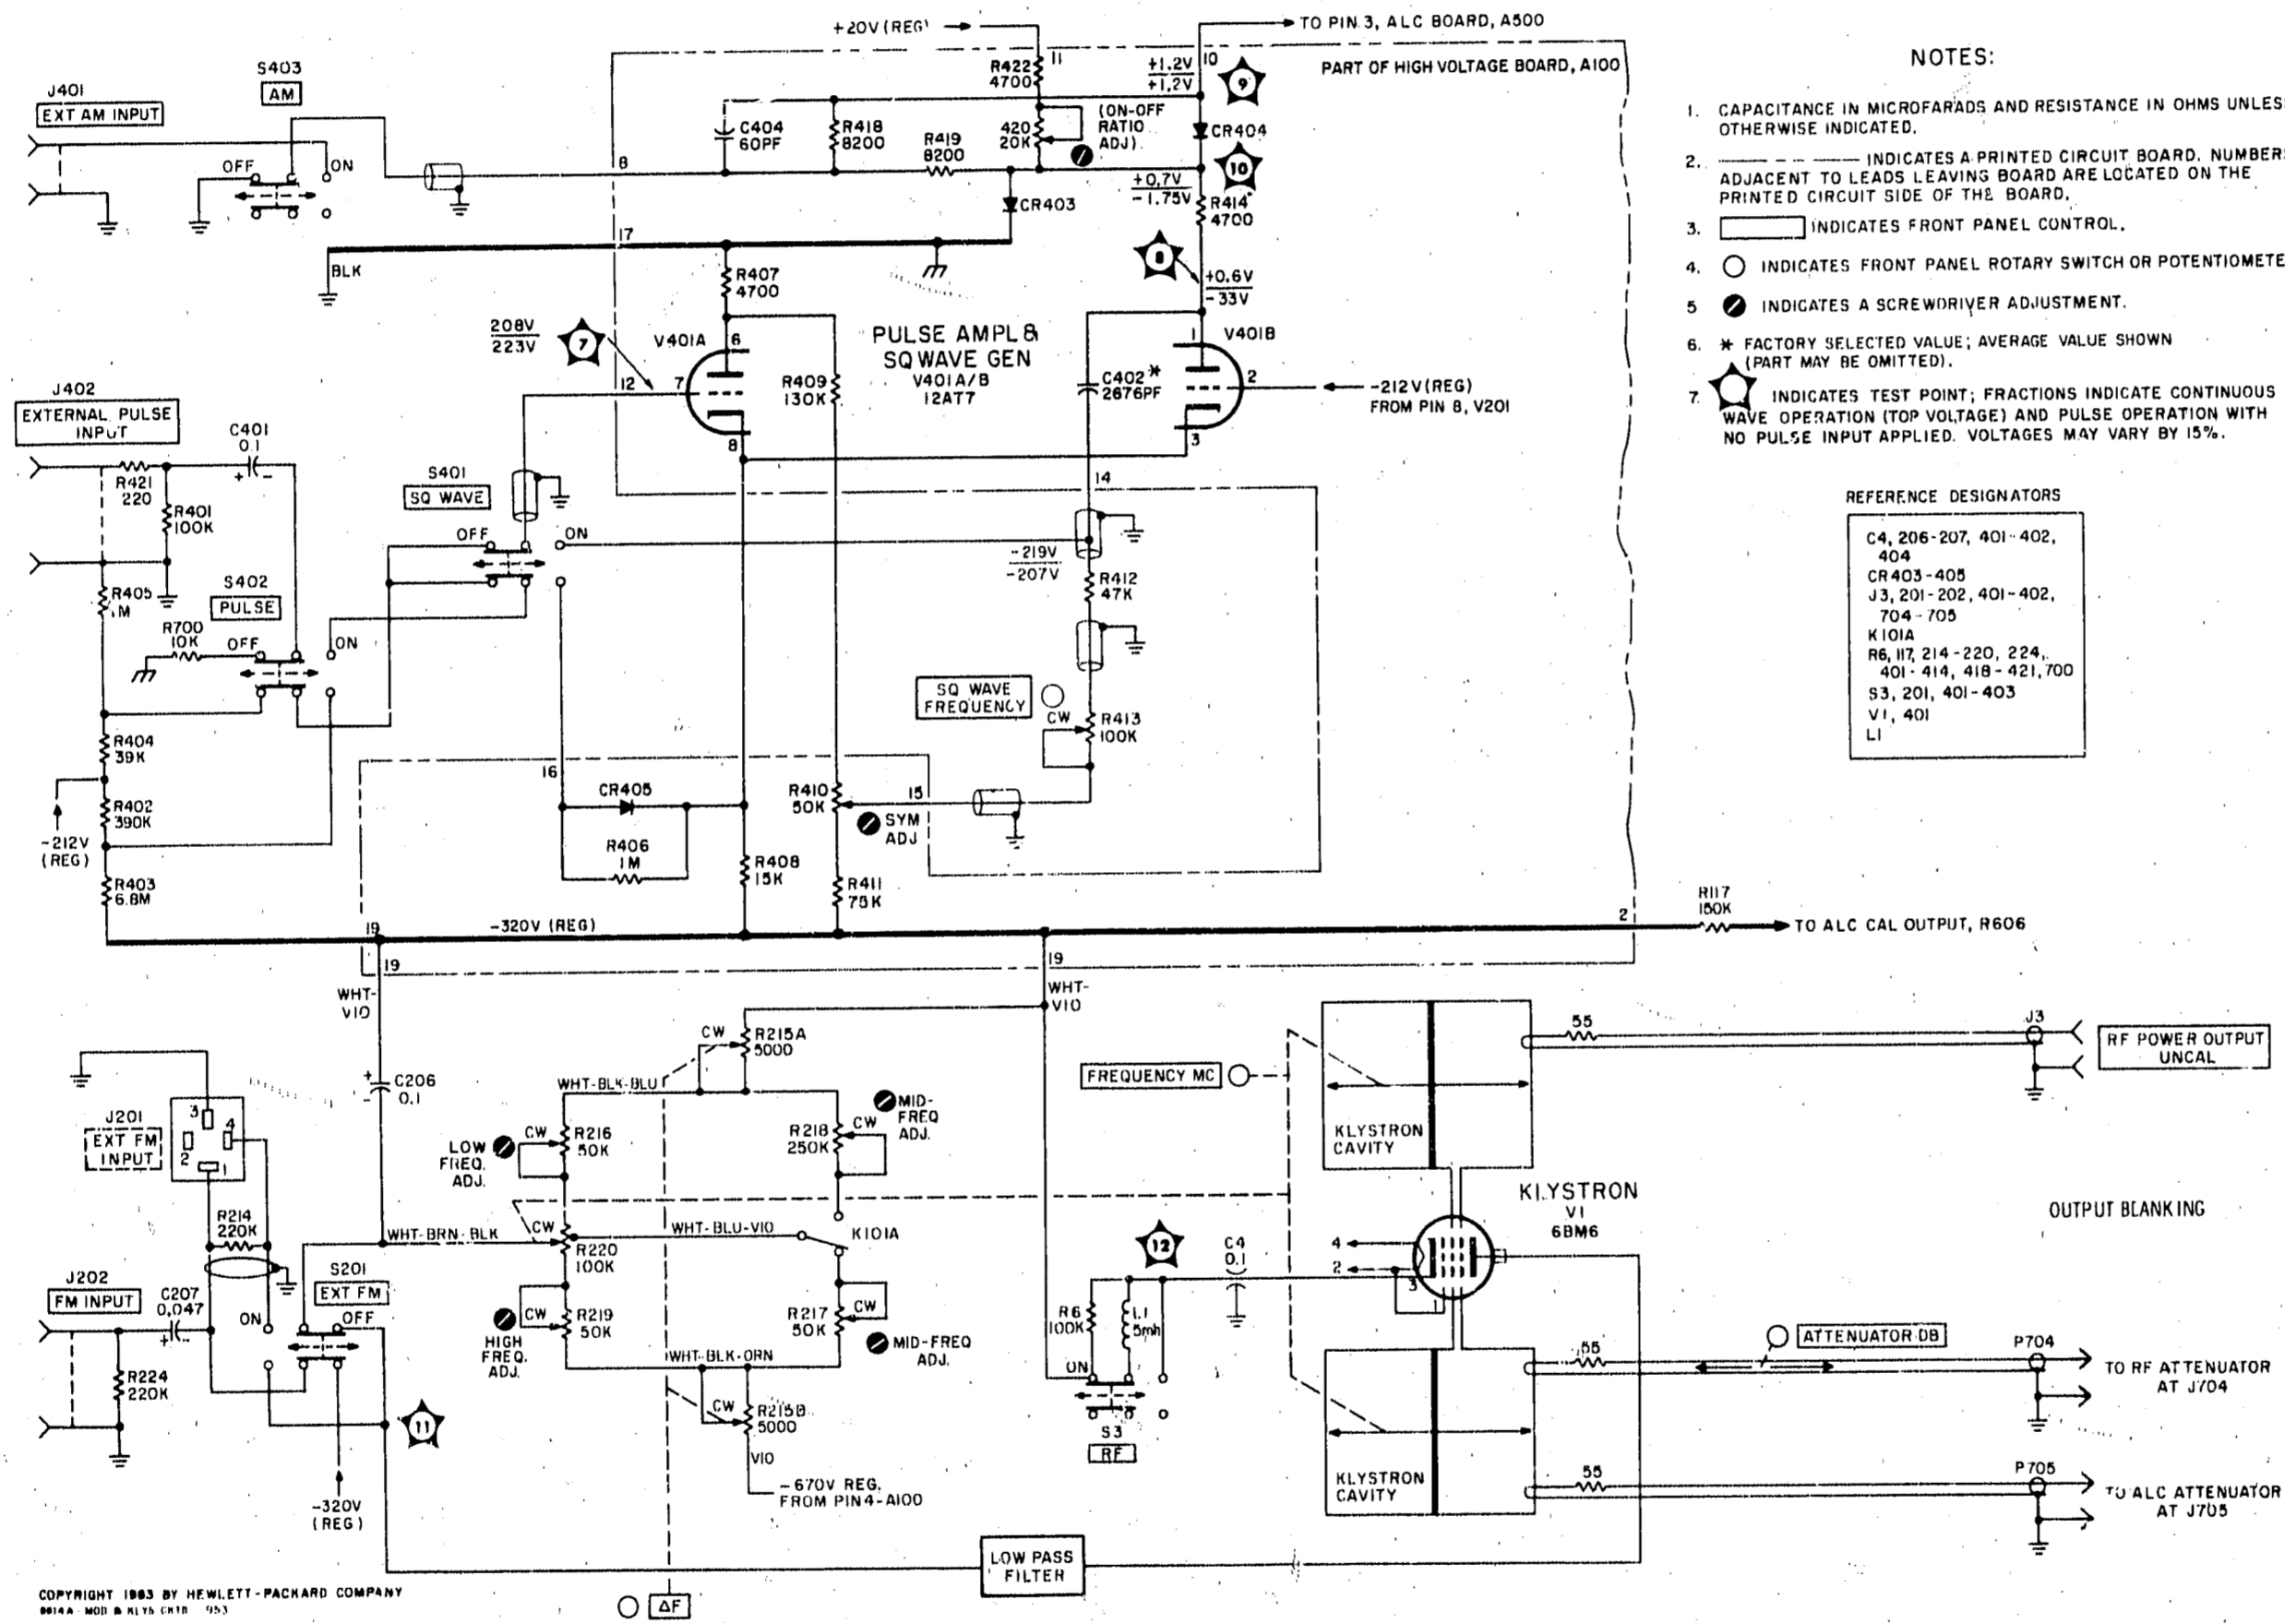 +20V (REG)
TO PIN 3, ALC BOARD, A500
PART OF HIGH VOLTAGE BOARD, A100
11
10
R422
4700
+1.2V
+1.2V
9
J401
EXT AM INPUT
S403
AM
OFF
ON
8
C404
60PF
R418
8200
R419
8200
420
20K
(ON-OFF
RATIO
ADJ)
CR404
10
+0.7V
-1.75V
R414*
4700
CR403
17
BLK
R407
4700
8
+0.6V
-33V
208V
223V
7
V401A
6
12
7
8
PULSE AMPL &
SQ WAVE GEN
V401A/B
12AT7
R409
130K
C402*
2676PF
V401B
1
2
3
-212V (REG)
FROM PIN 8, V201
14
J402
EXTERNAL PULSE
INPUT
C401
0.1
+
-
R421
220
R401
100K
R405
1M
S402
PULSE
R700
10K
OFF
ON
S401
SQ WAVE
OFF
ON
-219V
-207V
R412
47K
SQ WAVE
FREQUENCY
CW
R413
100K
R404
39K
R402
390K
-212V
(REG)
R403
6.8M
16
CR405
R406
1M
R408
15K
R410
50K
15
SYM
ADJ
R411
75K
19
-320V (REG)
2
R117
150K
TO ALC CAL OUTPUT, R606
19
19
WHT-
VIO
WHT-
VIO
NOTES:
1. CAPACITANCE IN MICROFARADS AND RESISTANCE IN OHMS UNLES
OTHERWISE INDICATED.
2. INDICATES A PRINTED CIRCUIT BOARD. NUMBER
ADJACENT TO LEADS LEAVING BOARD ARE LOCATED ON THE
PRINTED CIRCUIT SIDE OF THE BOARD.
3. INDICATES FRONT PANEL CONTROL.
4. INDICATES FRONT PANEL ROTARY SWITCH OR POTENTIOMETE
5 INDICATES A SCREWDRIVER ADJUSTMENT.
6. * FACTORY SELECTED VALUE; AVERAGE VALUE SHOWN
(PART MAY BE OMITTED).
7. INDICATES TEST POINT; FRACTIONS INDICATE CONTINUOUS
WAVE OPERATION (TOP VOLTAGE) AND PULSE OPERATION WITH
NO PULSE INPUT APPLIED. VOLTAGES MAY VARY BY 15%.
REFERENCE DESIGNATORS
C4, 206-207, 401-402,
404
CR403-405
J3, 201-202, 401-402,
704-705
K101A
R6, 117, 214-220, 224,
401-414, 418-421, 700
S3, 201, 401-403
V1, 401
L1
J201
EXT FM
INPUT
3
4
2
1
R214
220K
+
-
C206
0.1
WHT-BRN-BLK
J202
FM INPUT
C207
0.047
+
-
R224
220K
S201
EXT FM
ON
OFF
11
-320V
(REG)
CW
R215A
5000
WHT-BLK-BLU
LOW
FREQ.
ADJ.
CW
R216
50K
R218
250K
CW
MID-
FREQ
ADJ.
CW
R220
100K
WHT-BLU-VIO
K101A
HIGH
FREQ.
ADJ.
CW
R219
50K
R217
50K
CW
MID-FREQ
ADJ.
WHT-BLK-ORN
CW
R215B
5000
VIO
-670V REG.
FROM PIN 4-A100
ΔF
FREQUENCY MC
KLYSTRON
CAVITY
55
J3
RF POWER OUTPUT
UNCAL
KLYSTRON
V1
6BM6
OUTPUT BLANKING
12
C4
0.1
4
2
3
1
R6
100K
L1
5mh
ON
S3
RF
KLYSTRON
CAVITY
55
ATTENUATOR DB
P704
TO RF ATTENUATOR
AT J704
55
P705
TO ALC ATTENUATOR
AT J705
LOW PASS
FILTER
COPYRIGHT 1963 BY HEWLETT-PACKARD COMPANY